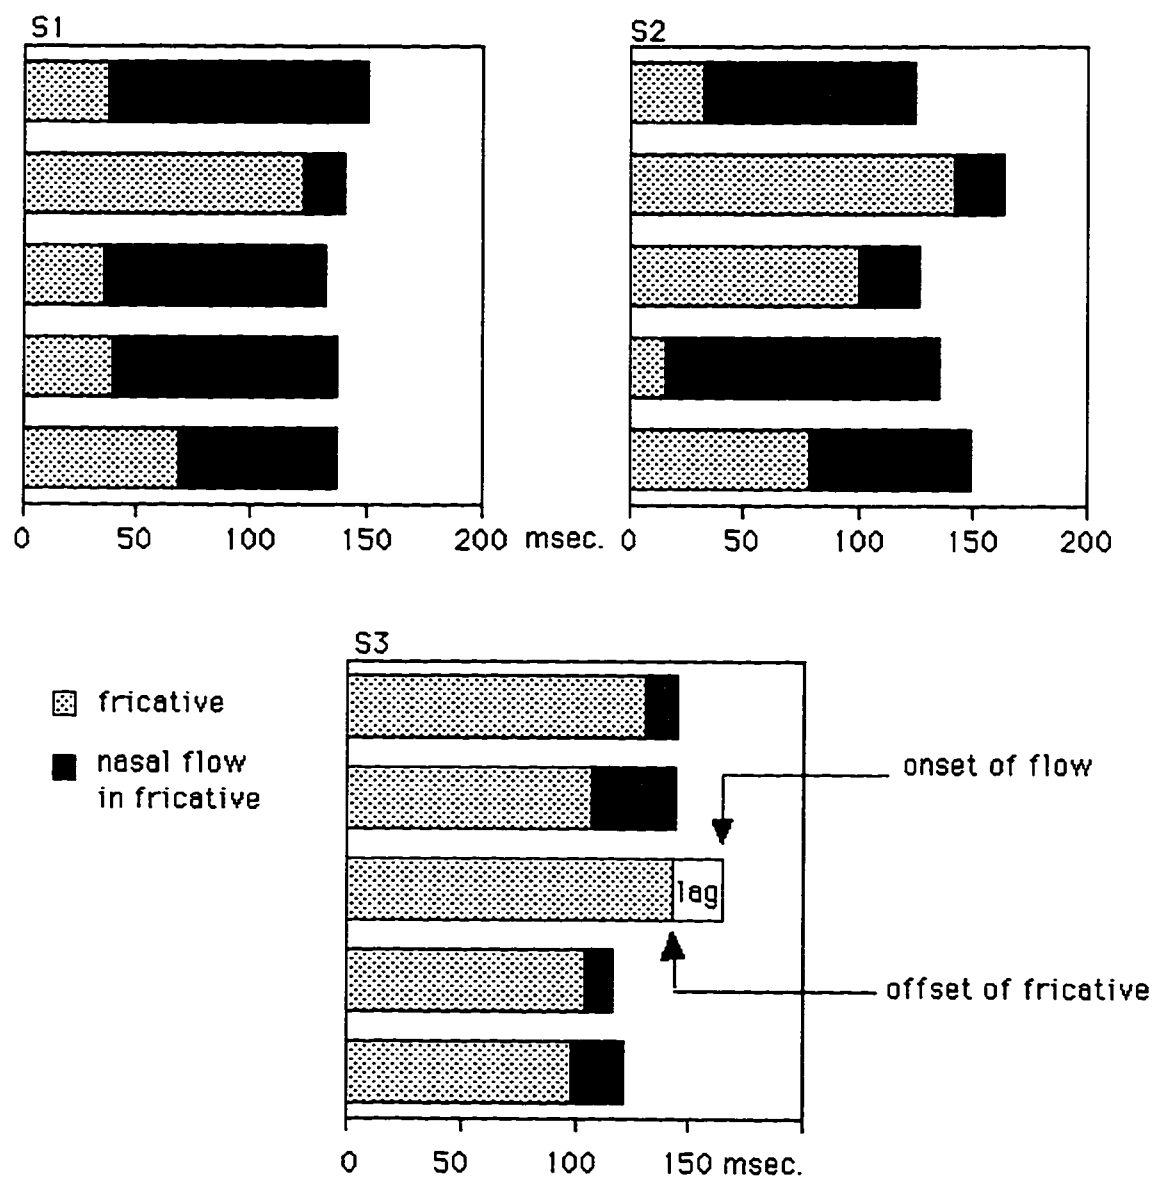 S1
S2
0 50 100 150 200 msec. 0 50 100 150 200
S3
fricative
nasal flow
in fricative
onset of flow
lag
offset of fricative
0 50 100 150 msec.